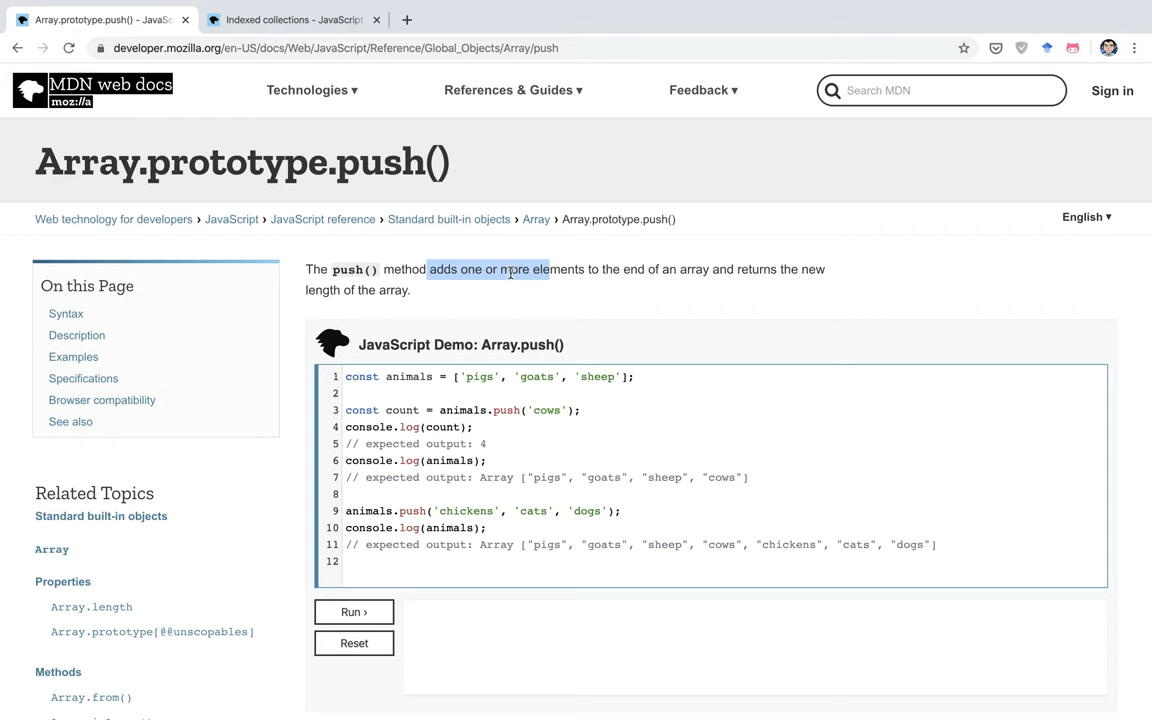 Array.prototype.push() - JavaSc
Indexed collections - JavaScript
developer.mozilla.org/en-US/docs/Web/JavaScript/Reference/Global_Objects/Array/push
MDN web docs
moz://a
Technologies ▾
References & Guides ▾
Feedback ▾
Search MDN
Sign in
Array.prototype.push()
Web technology for developers › JavaScript › JavaScript reference › Standard built-in objects › Array › Array.prototype.push()
English ▾
On this Page
Syntax
Description
Examples
Specifications
Browser compatibility
See also
Related Topics
Standard built-in objects
Array
Properties
Array.length
Array.prototype[@@unscopables]
Methods
Array.from()
The push() method adds one or more elements to the end of an array and returns the new
length of the array.
JavaScript Demo: Array.push()
1 const animals = ['pigs', 'goats', 'sheep'];
2
3 const count = animals.push('cows');
4 console.log(count);
5 // expected output: 4
6 console.log(animals);
7 // expected output: Array ["pigs", "goats", "sheep", "cows"]
8
9 animals.push('chickens', 'cats', 'dogs');
10 console.log(animals);
11 // expected output: Array ["pigs", "goats", "sheep", "cows", "chickens", "cats", "dogs"]
12
Run ›
Reset